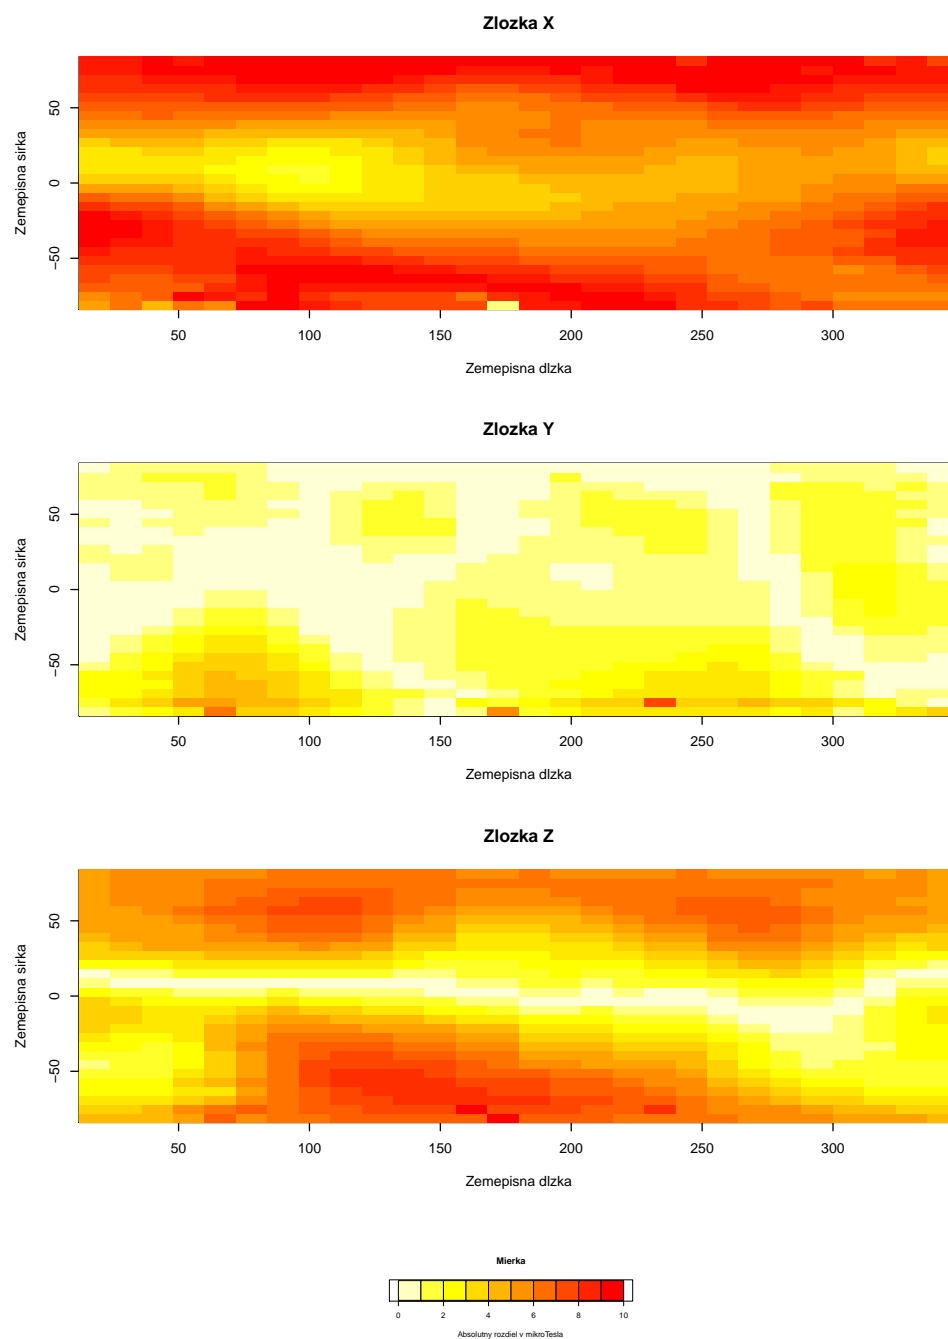 Zlozka X
Zemepisna sirka
50
0
−50
50 100 150 200 250 300
Zemepisna dlzka
Zlozka Y
Zemepisna sirka
50
0
−50
50 100 150 200 250 300
Zemepisna dlzka
Zlozka Z
Zemepisna sirka
50
0
−50
50 100 150 200 250 300
Zemepisna dlzka
Mierka
0 2 4 6 8 10
Absolutny rozdiel v mikroTesla